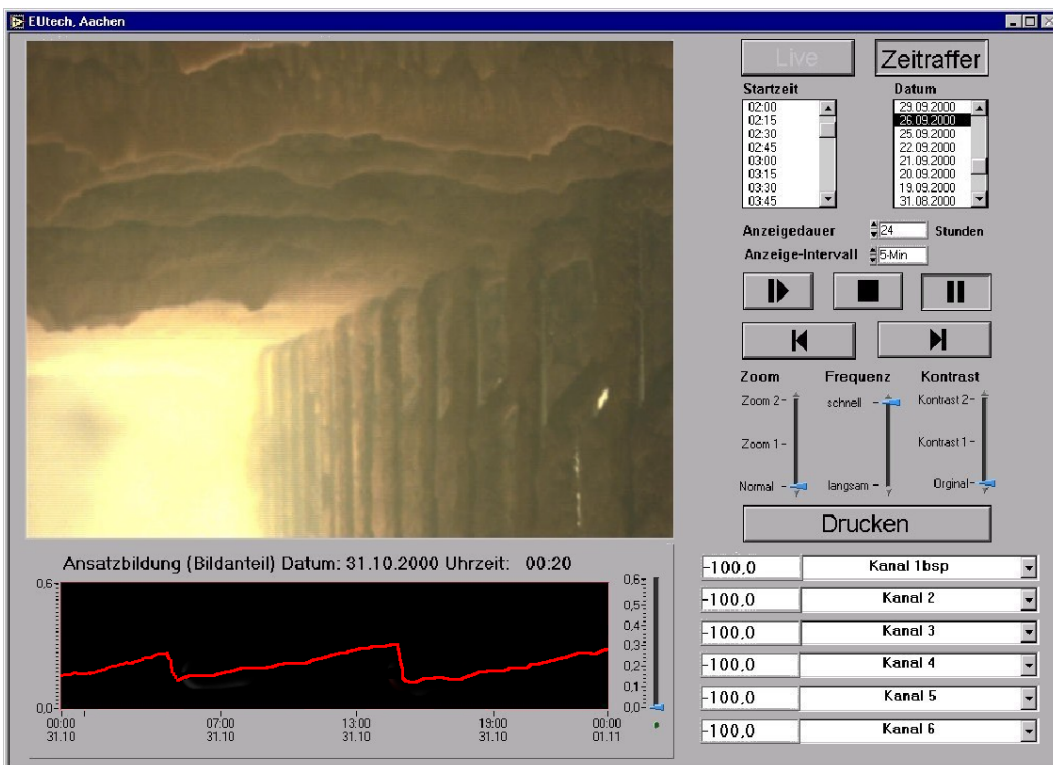 EUtech, Aachen
Live
Zeitraffer
Startzeit
Datum
02:00
02:15
02:30
02:45
03:00
03:15
03:30
03:45
29.09.2000
26.09.2000
25.09.2000
22.09.2000
21.09.2000
20.09.2000
19.09.2000
31.08.2000
Anzeigedauer 24 Stunden
Anzeige-Intervall 5-Min
Zoom Frequenz Kontrast
Zoom 2
Zoom 1
Normal
schnell
langsam
Kontrast 2
Kontrast 1
Orginal
Drucken
Ansatzbildung (Bildanteil) Datum: 31.10.2000 Uhrzeit: 00:20
0,6
0,0
00:00 07:00 13:00 19:00 00:00
31.10 31.10 31.10 31.10 01.11
0,6
0,5
0,4
0,3
0,2
0,1
0,0
-100,0 Kanal 1bsp
-100,0 Kanal 2
-100,0 Kanal 3
-100,0 Kanal 4
-100,0 Kanal 5
-100,0 Kanal 6